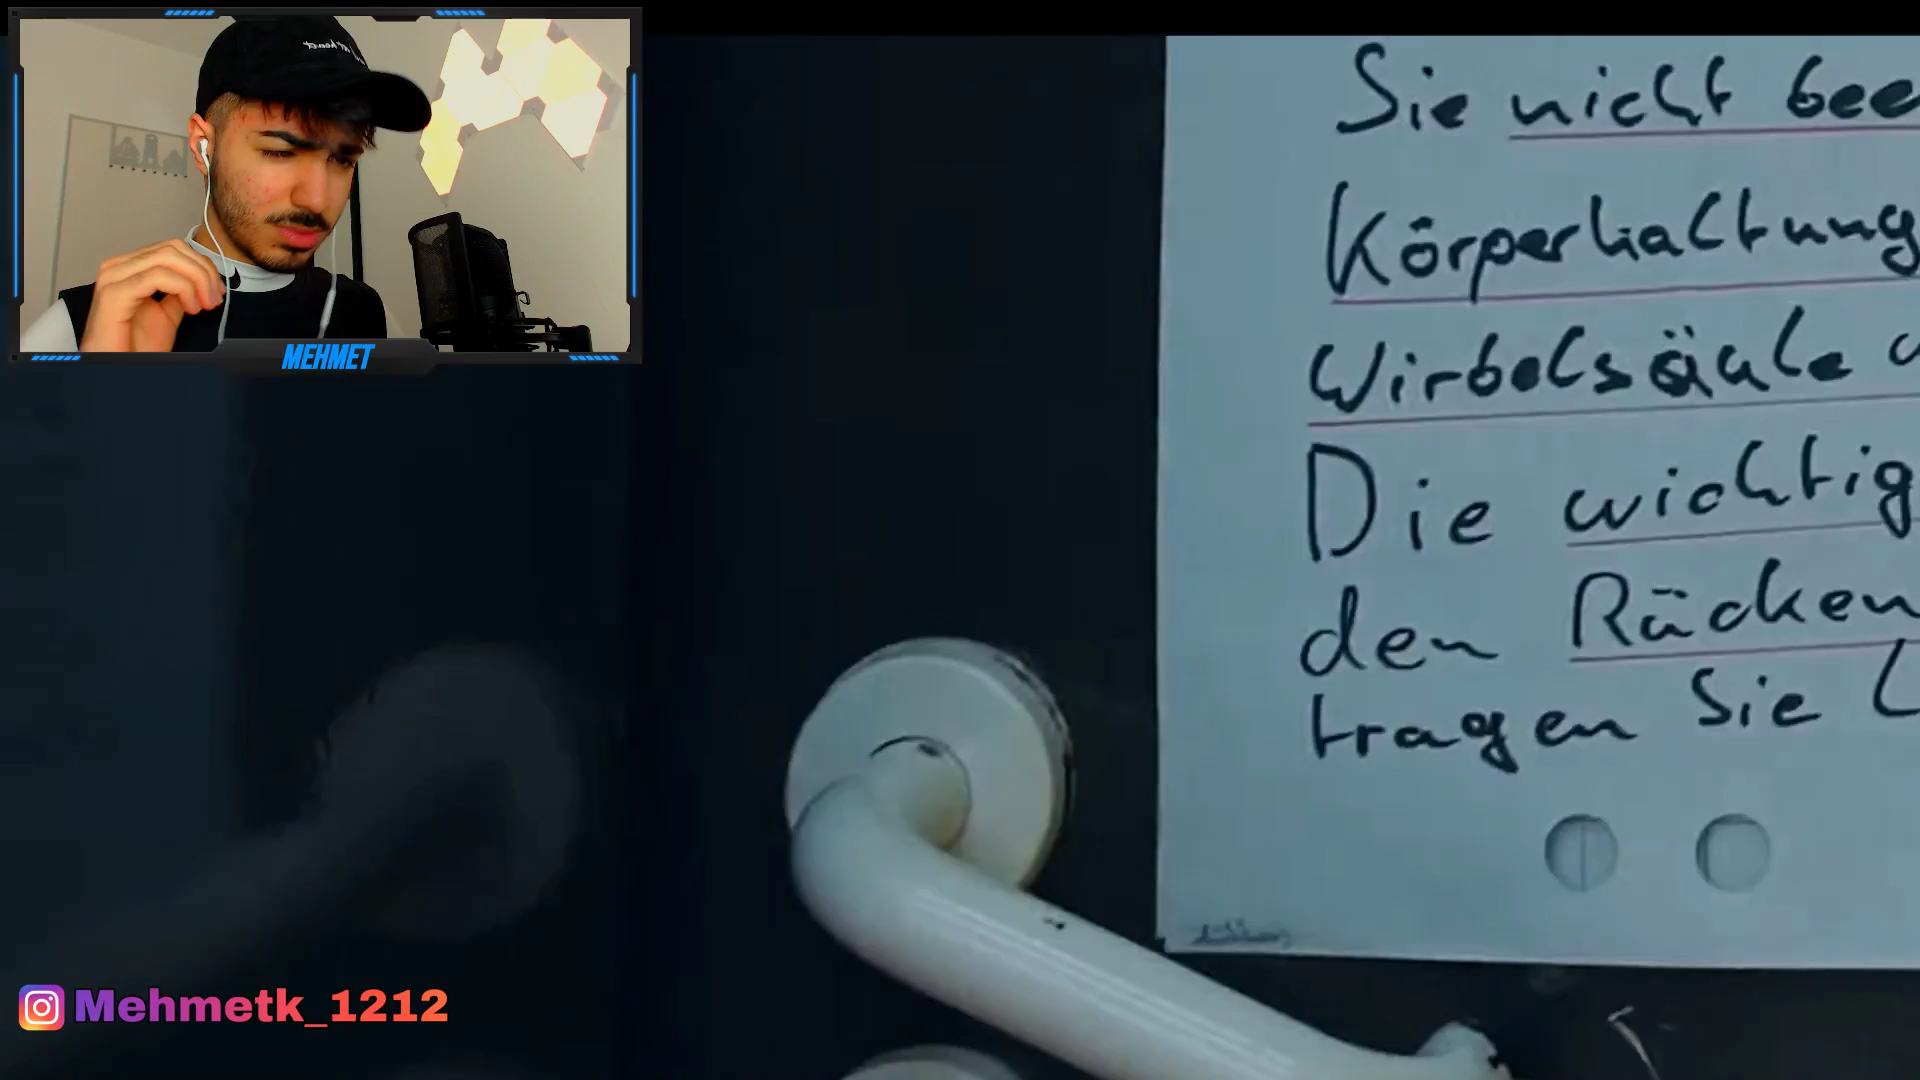 MEHMET
Sie nicht bee
Körperhaltung
Wirbelsäule
Die wichtig
den Rücken
tragen Sie L
Mehmetk_1212